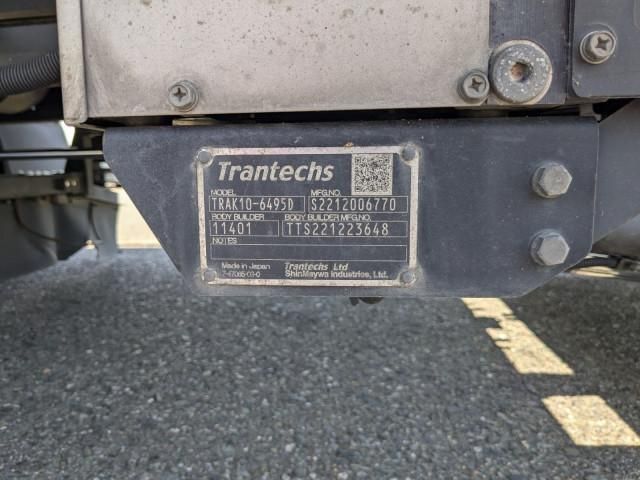 Trantechs
MODEL MFG.NO
TRAK10-6495D S2212006770
BODY BUILDER BODY BUILDER MFG.NO
11401 TTS221223648
NOTES
Made in Japan Trantechs Ltd
ShinMaywa Industries, Ltd.